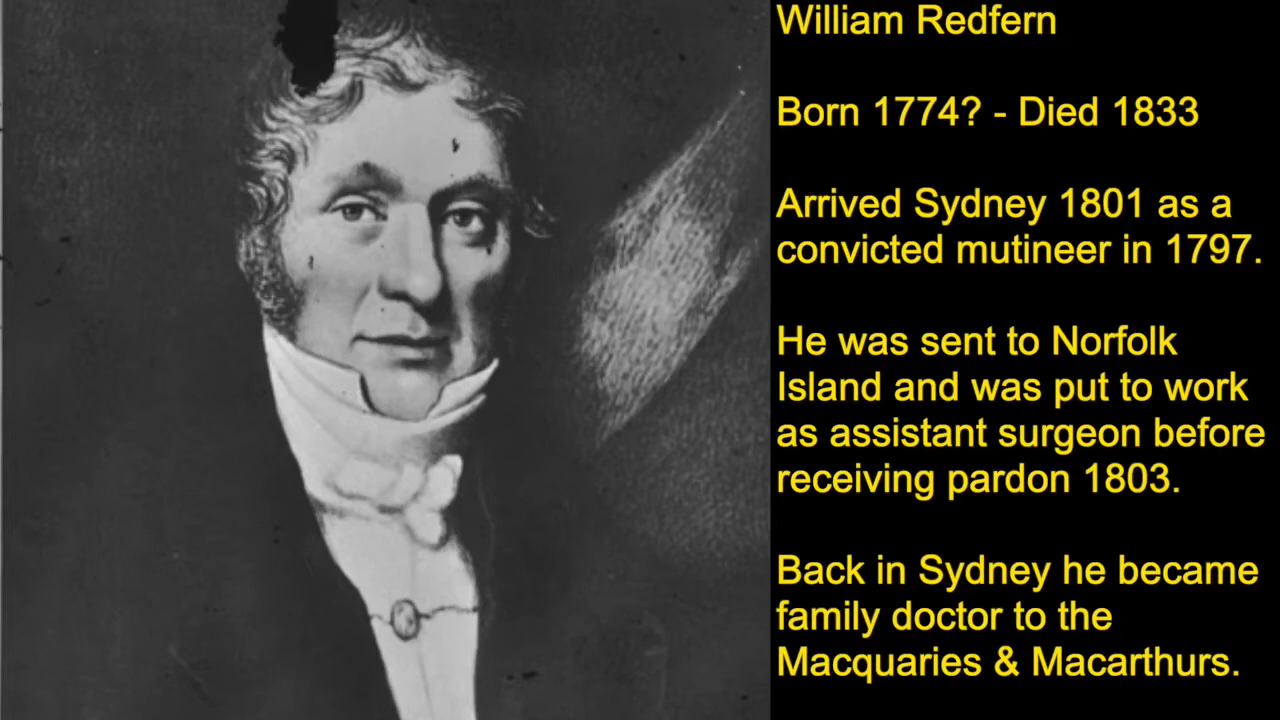 William Redfern
Born 1774? - Died 1833
Arrived Sydney 1801 as a
convicted mutineer in 1797.
He was sent to Norfolk
Island and was put to work
as assistant surgeon before
receiving pardon 1803.
Back in Sydney he became
family doctor to the
Macquaries & Macarthurs.